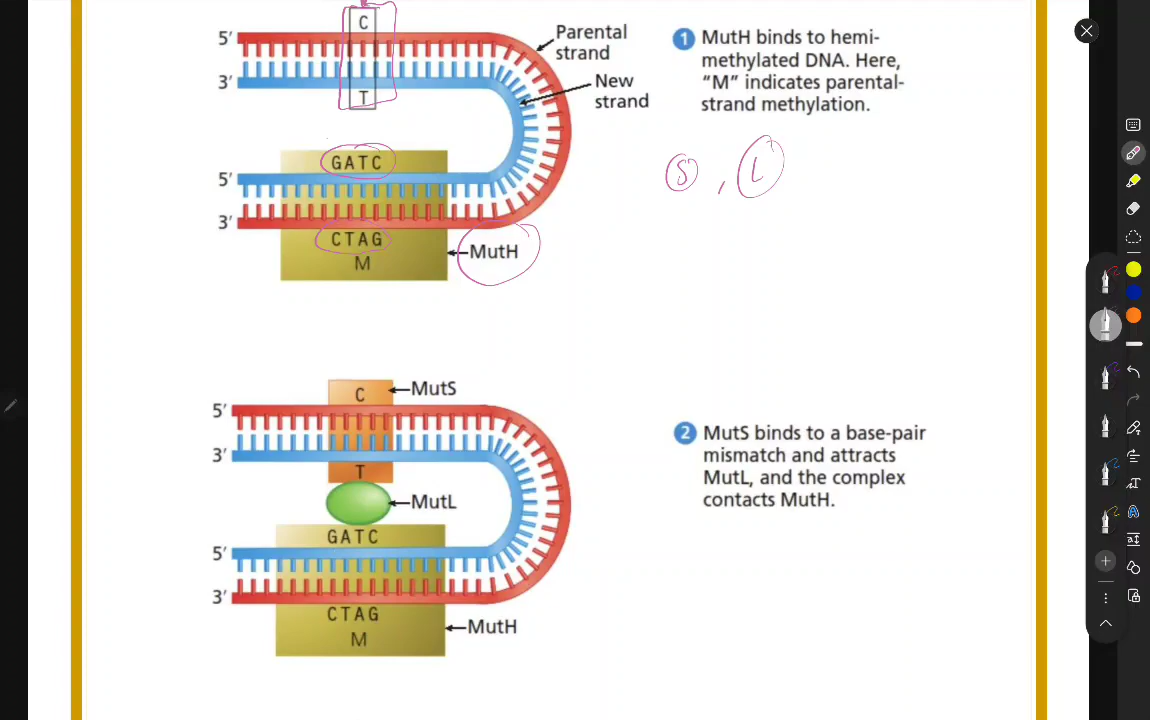 C
5′
Parental
strand
1 MutH binds to hemi-
methylated DNA. Here,
"M" indicates parental-
strand methylation.
3′
New
strand
T
GATC
S , L
5′
3′
CTAG
MutH
M
MutS
C
5′
3′
2 MutS binds to a base-pair
mismatch and attracts
MutL, and the complex
contacts MutH.
T
MutL
GATC
5′
3′
CTAG
MutH
M